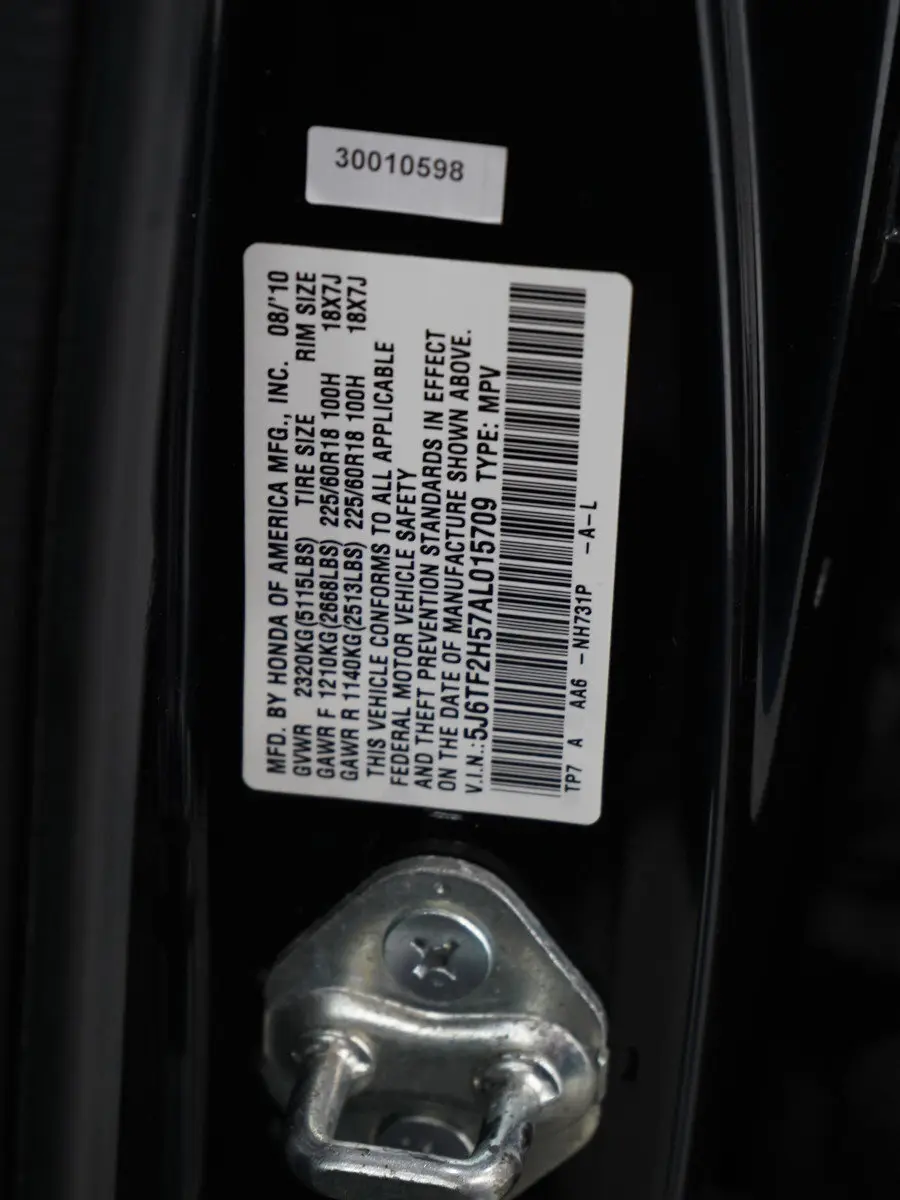 30010598
MFD. BY HONDA OF AMERICA MFG., INC. 08/'10
GVWR 2320KG(5115LBS) TIRE SIZE RIM SIZE
GAWR F 1210KG(2668LBS) 225/60R18 100H 18X7J
GAWR R 1140KG(2513LBS) 225/60R18 100H 18X7J
THIS VEHICLE CONFORMS TO ALL APPLICABLE
FEDERAL MOTOR VEHICLE SAFETY
AND THEFT PREVENTION STANDARDS IN EFFECT
ON THE DATE OF MANUFACTURE SHOWN ABOVE.
V.I.N.:5J6TF2H57AL015709 TYPE: MPV
TP7 A AA6 -NH731P -A-L